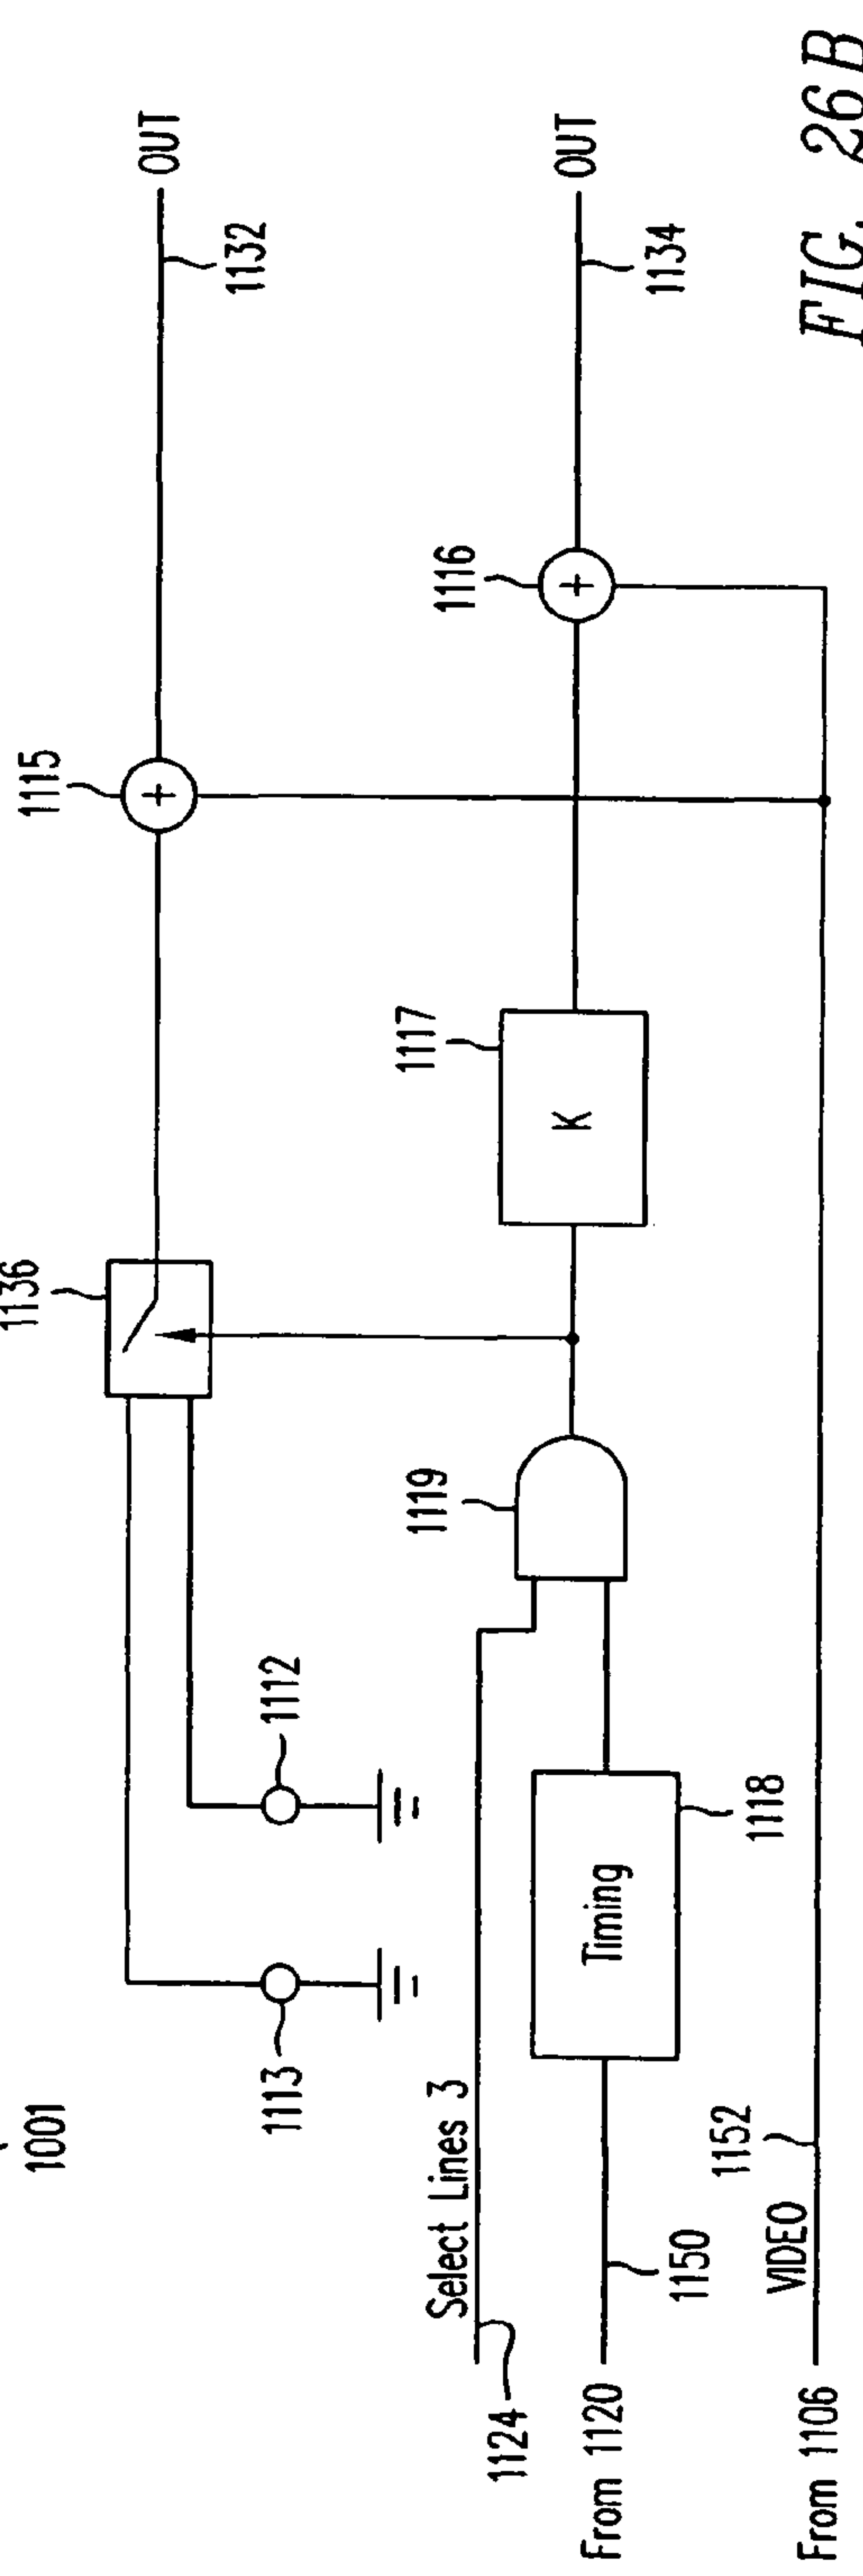 1001
1113
1112
1136
1115
1132
OUT
Select Lines 3
1124
1119
1117
K
1116
1134
OUT
From 1120
1150
Timing
1118
From 1106
VIDEO
1152
+
+
FIG. 26B